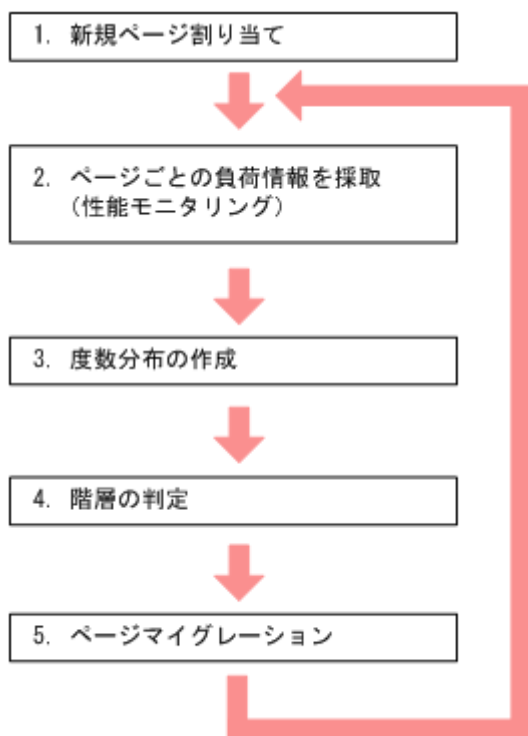 1. 新規ページ割り当て
2. ページごとの負荷情報を採取
(性能モニタリング)
3. 度数分布の作成
4. 階層の判定
5. ページマイグレーション